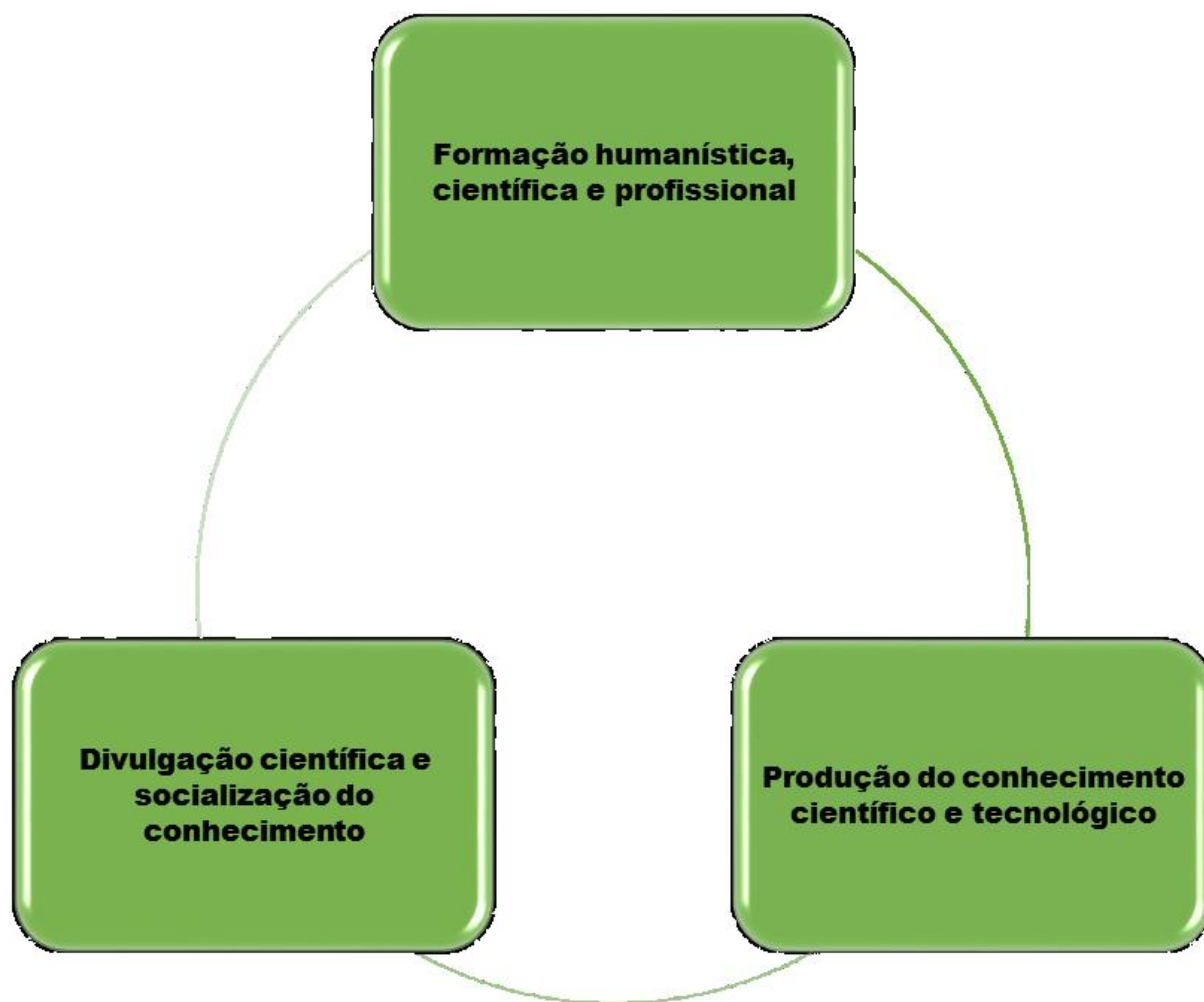 Formação humanística,
científica e profissional
Divulgação científica e
socialização do
conhecimento
Produção do conhecimento
científico e tecnológico